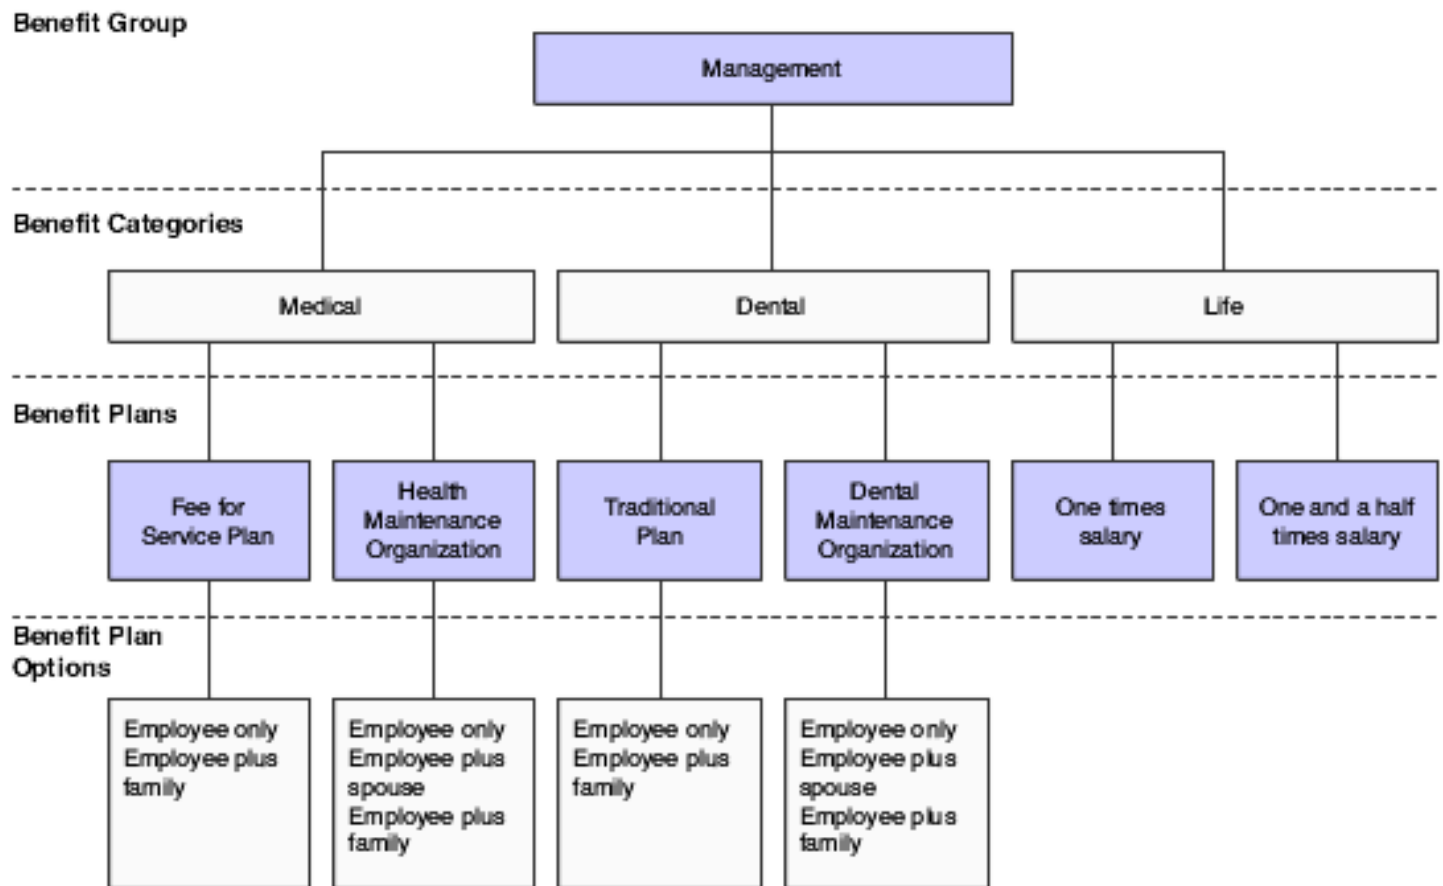 Benefit Group
Management
Benefit Categories
Medical
Dental
Life
Benefit Plans
Fee for
Service Plan
Health
Maintenance
Organization
Traditional
Plan
Dental
Maintenance
Organization
One times
salary
One and a half
times salary
Benefit Plan
Options
Employee only
Employee plus
family
Employee only
Employee plus
spouse
Employee plus
family
Employee only
Employee plus
family
Employee only
Employee plus
spouse
Employee plus
family